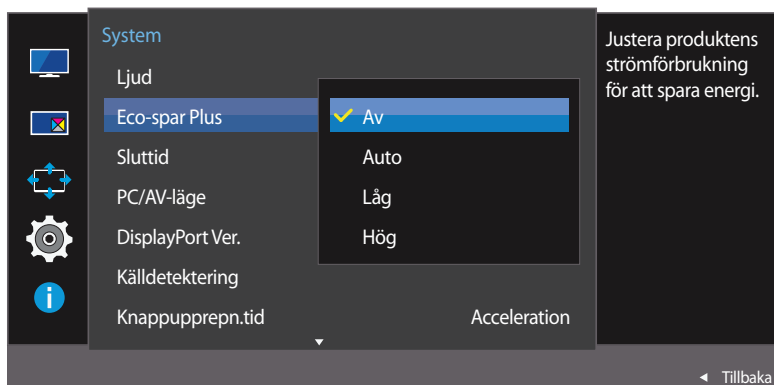 System
Ljud
Eco-spar Plus
Av
Sluttid
Auto
PC/AV-läge
Låg
DisplayPort Ver.
Hög
Källdetektering
Knappupprepn.tid
Acceleration
Justera produktens
strömförbrukning
för att spara energi.
Tillbaka